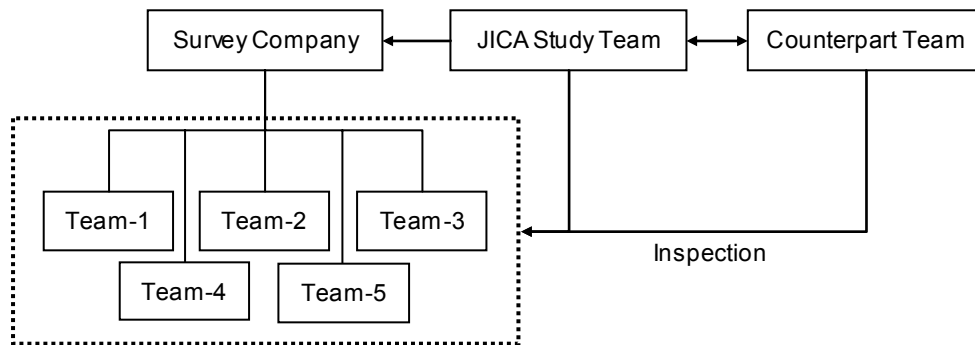 Survey Company
JICA Study Team
Counterpart Team
Team-1
Team-2
Team-3
Inspection
Team-4
Team-5